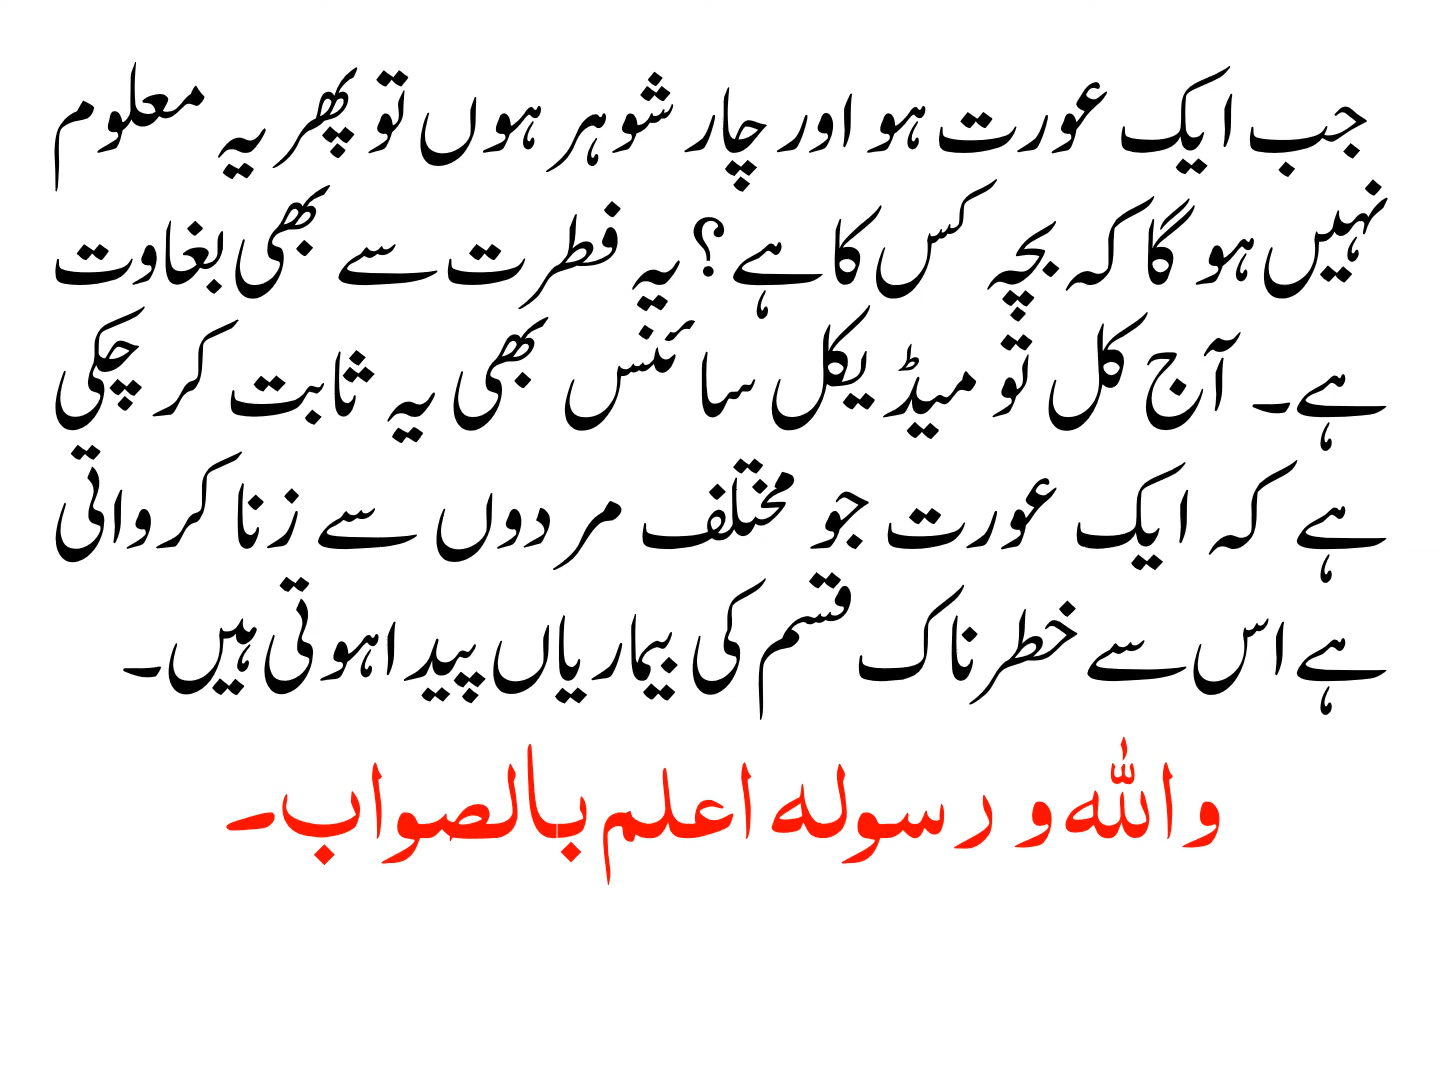 جب ایک عورت ہو اور چار شوہر ہوں تو پھر یہ معلوم
نہیں ہو گا کہ بچہ کس کا ہے؟ یہ فطرت سے بھی بغاوت
ہے۔ آج کل تو میڈیکل سائنس بھی یہ ثابت کر چکی
ہے کہ ایک عورت جو مختلف مردوں سے زنا کرواتی
ہے اس سے خطرناک قسم کی بیماریاں پیدا ہوتی ہیں۔
واللہ و رسولہ اعلم بالصواب۔